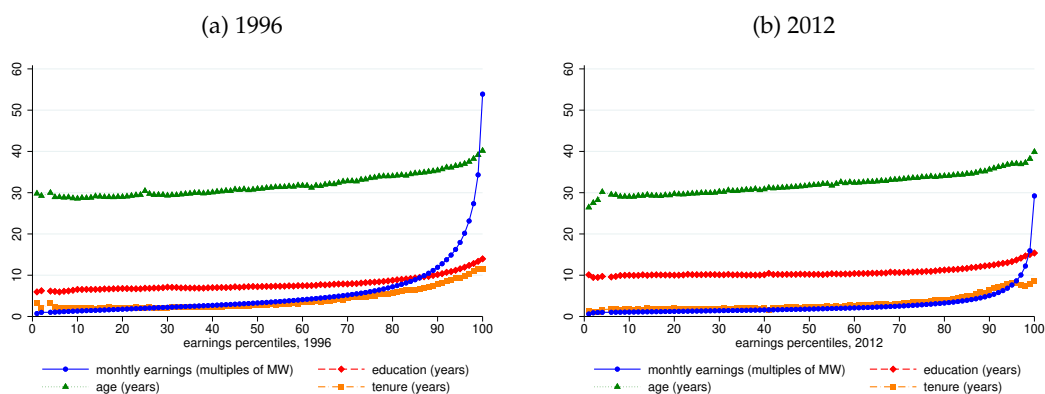 (a) 1996
60
50
40
30
20
10
0
0 10 20 30 40 50 60 70 80 90 100
earnings percentiles, 1996
monhtly earnings (multiples of MW) education (years)
age (years) tenure (years)
(b) 2012
60
50
40
30
20
10
0
0 10 20 30 40 50 60 70 80 90 100
earnings percentiles, 2012
monhtly earnings (multiples of MW) education (years)
age (years) tenure (years)